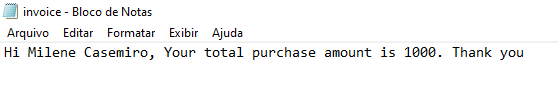 invoice - Bloco de Notas
Arquivo Editar Formatar Exibir Ajuda
Hi Milene Casemiro, Your total purchase amount is 1000. Thank you